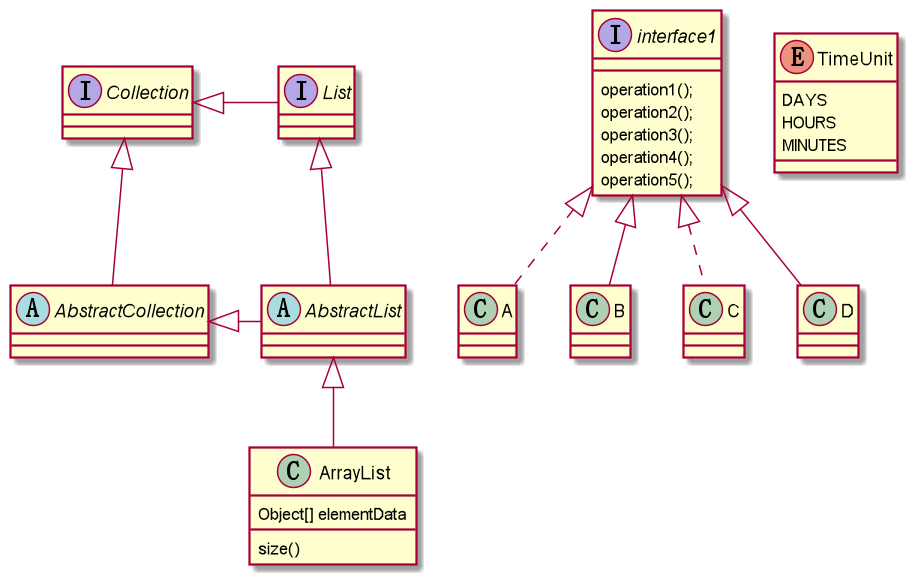 I Collection
I List
A AbstractCollection
A AbstractList
C ArrayList
Object[] elementData
size()
I interface1
operation1();
operation2();
operation3();
operation4();
operation5();
C A
C B
C C
C D
E TimeUnit
DAYS
HOURS
MINUTES